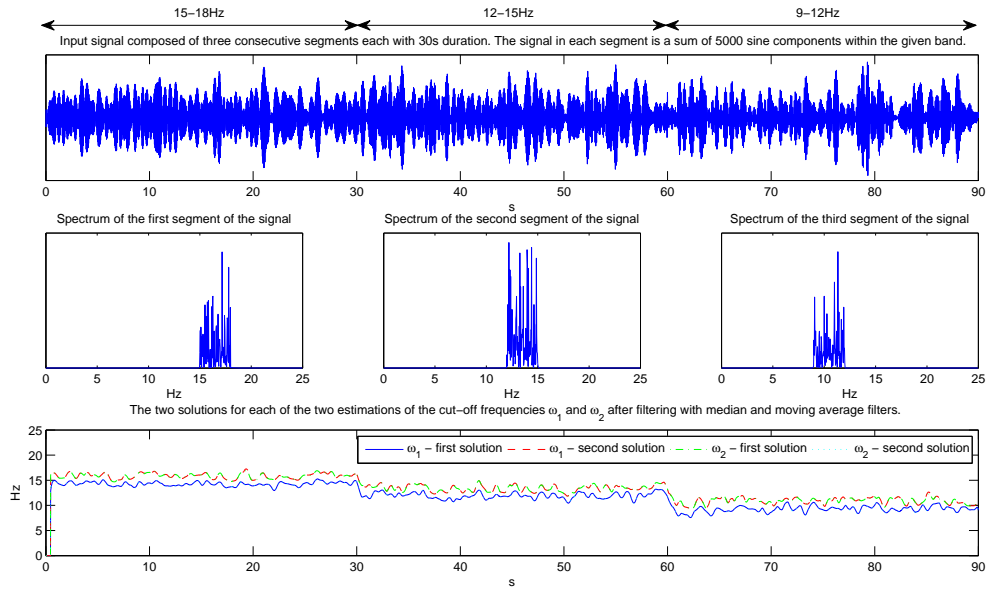 15−18Hz 12−15Hz 9−12Hz
Input signal composed of three consecutive segments each with 30s duration. The signal in each segment is a sum of 5000 sine components within the given band.
0 10 20 30 40 50 60 70 80 90
s
Spectrum of the first segment of the signal Spectrum of the second segment of the signal Spectrum of the third segment of the signal
0 5 10 15 20 25 0 5 10 15 20 25 0 5 10 15 20 25
Hz Hz Hz
The two solutions for each of the two estimations of the cut−off frequencies ω1 and ω2 after filtering with median and moving average filters.
25
ω1 − first solution ω1 − second solution ω2 − first solution ω2 − second solution
20
15
Hz
10
5
0
0 10 20 30 40 50 60 70 80 90
s